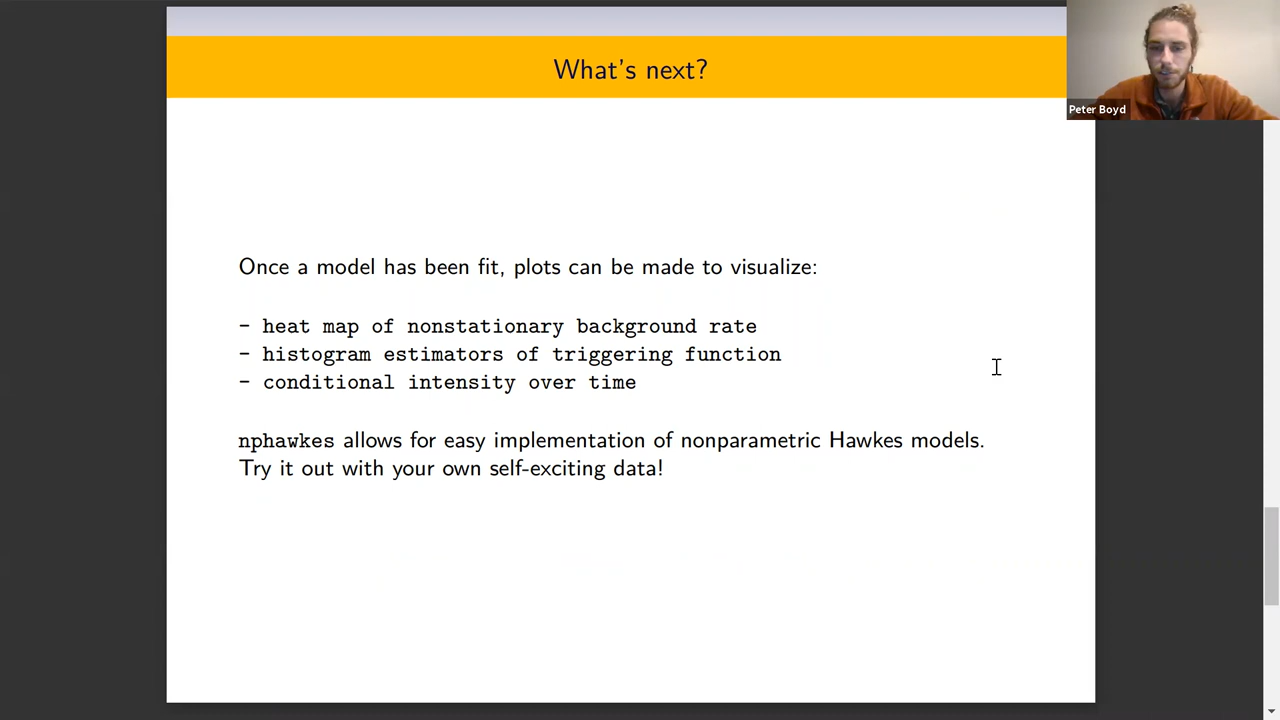 What's next?
Peter Boyd
Once a model has been fit, plots can be made to visualize:
- heat map of nonstationary background rate
- histogram estimators of triggering function
- conditional intensity over time
nphawkes allows for easy implementation of nonparametric Hawkes models.
Try it out with your own self-exciting data!